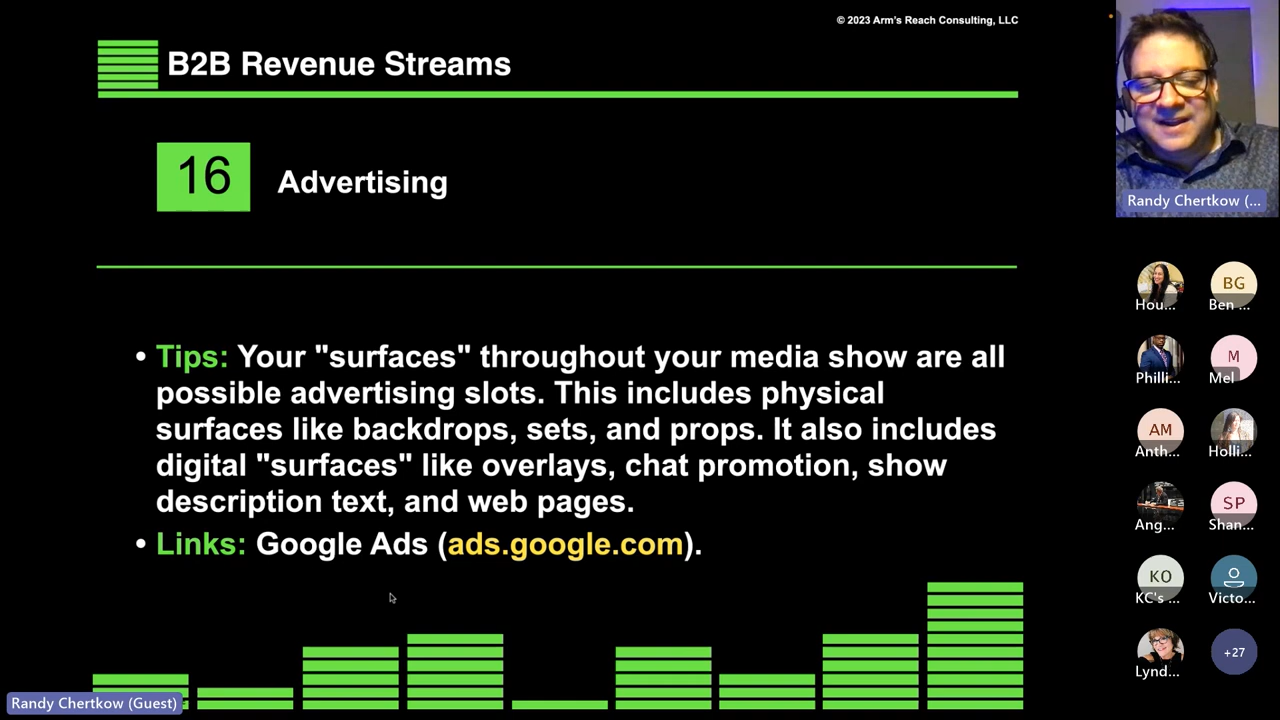 © 2023 Arm's Reach Consulting, LLC
B2B Revenue Streams
16
Advertising
• Tips: Your "surfaces" throughout your media show are all
possible advertising slots. This includes physical
surfaces like backdrops, sets, and props. It also includes
digital "surfaces" like overlays, chat promotion, show
description text, and web pages.
• Links: Google Ads (ads.google.com).
Randy Chertkow (Guest)
Randy Chertkow (...
Hou...
BG
Ben ...
Philli...
M
Mel
AM
Anth...
Holli...
Ang...
SP
Shan...
KO
KC's ...
Victo...
Lynd...
+27